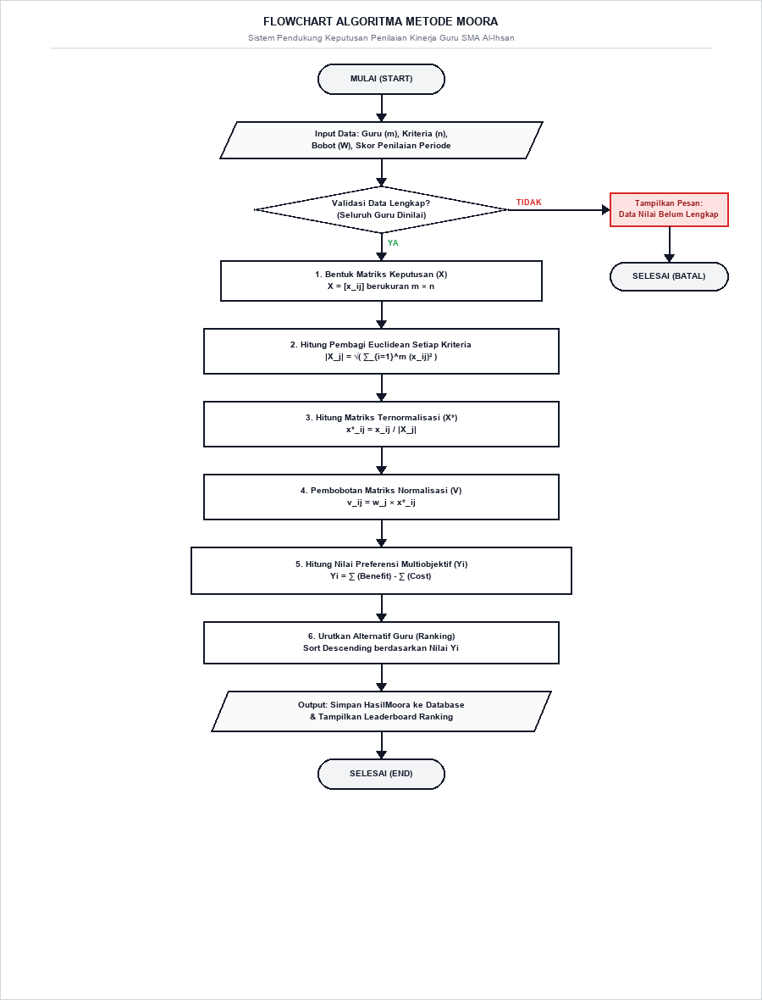 FLOWCHART ALGORITMA METODE MOORA
Sistem Pendukung Keputusan Penilaian Kinerja Guru SMA Al-Ihsan
MULAI (START)
Input Data: Guru (m), Kriteria (n),
Bobot (W), Skor Penilaian Periode
Validasi Data Lengkap?
(Seluruh Guru Dinilai)
TIDAK
Tampilkan Pesan:
Data Nilai Belum Lengkap
SELESAI (BATAL)
YA
1. Bentuk Matriks Keputusan (X)
X = [x_ij] berukuran m × n
2. Hitung Pembagi Euclidean Setiap Kriteria
|X_j| = √( ∑_{i=1}^m (x_ij)² )
3. Hitung Matriks Ternormalisasi (X*)
x*_ij = x_ij / |X_j|
4. Pembobotan Matriks Normalisasi (V)
v_ij = w_j × x*_ij
5. Hitung Nilai Preferensi Multiobjektif (Yi)
Yi = ∑ (Benefit) - ∑ (Cost)
6. Urutkan Alternatif Guru (Ranking)
Sort Descending berdasarkan Nilai Yi
Output: Simpan HasilMoora ke Database
& Tampilkan Leaderboard Ranking
SELESAI (END)